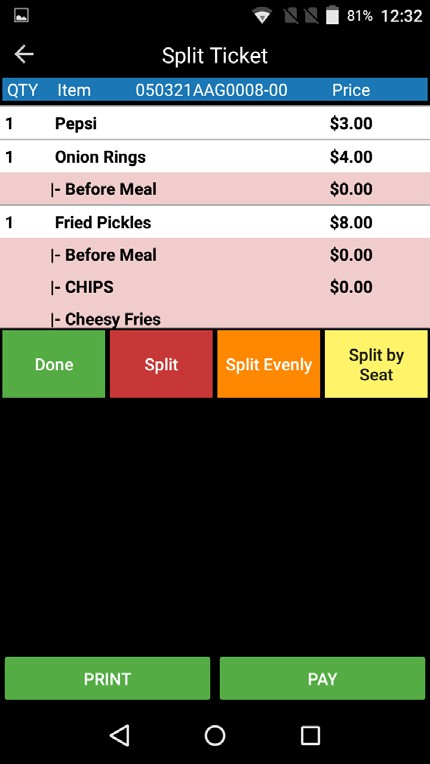 81% 12:32
Split Ticket
QTY Item 050321AAG0008-00 Price
1 Pepsi $3.00
1 Onion Rings $4.00
|- Before Meal $0.00
1 Fried Pickles $8.00
|- Before Meal $0.00
|- CHIPS $0.00
|- Cheesy Fries
Done Split Split Evenly Split by
Seat
PRINT PAY